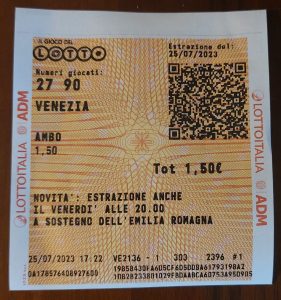 IL GIOCO DEL
LOTTO
Estrazione del:
25/07/2023
Numeri giocati:
27 90
VENEZIA
AMBO
1,50
Tot 1,50€
NOVITA': ESTRAZIONE ANCHE
IL VENERDI' ALLE 20.00
A SOSTEGNO DELL'EMILIA ROMAGNA
25/07/2023 17:22 VE2136 - 1 303 2396 #1
LOTTOITALIA ADM
LOTTOITALIA ADM